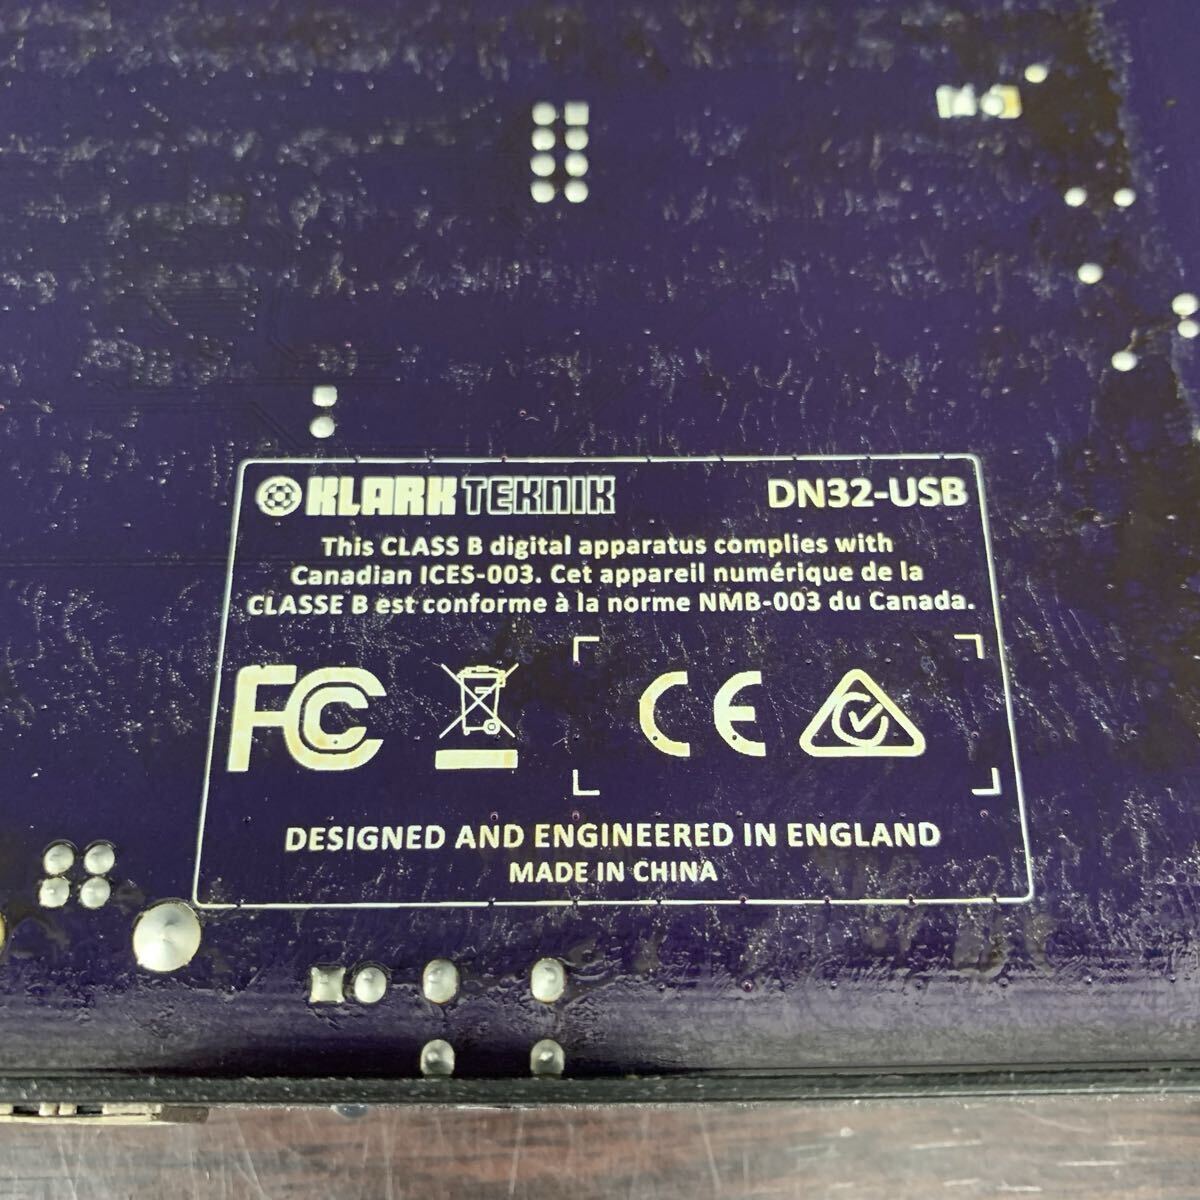 KLARK TEKNIK DN32-USB
This CLASS B digital apparatus complies with
Canadian ICES-003. Cet appareil numérique de la
CLASSE B est conforme à la norme NMB-003 du Canada.
FC CE
DESIGNED AND ENGINEERED IN ENGLAND
MADE IN CHINA